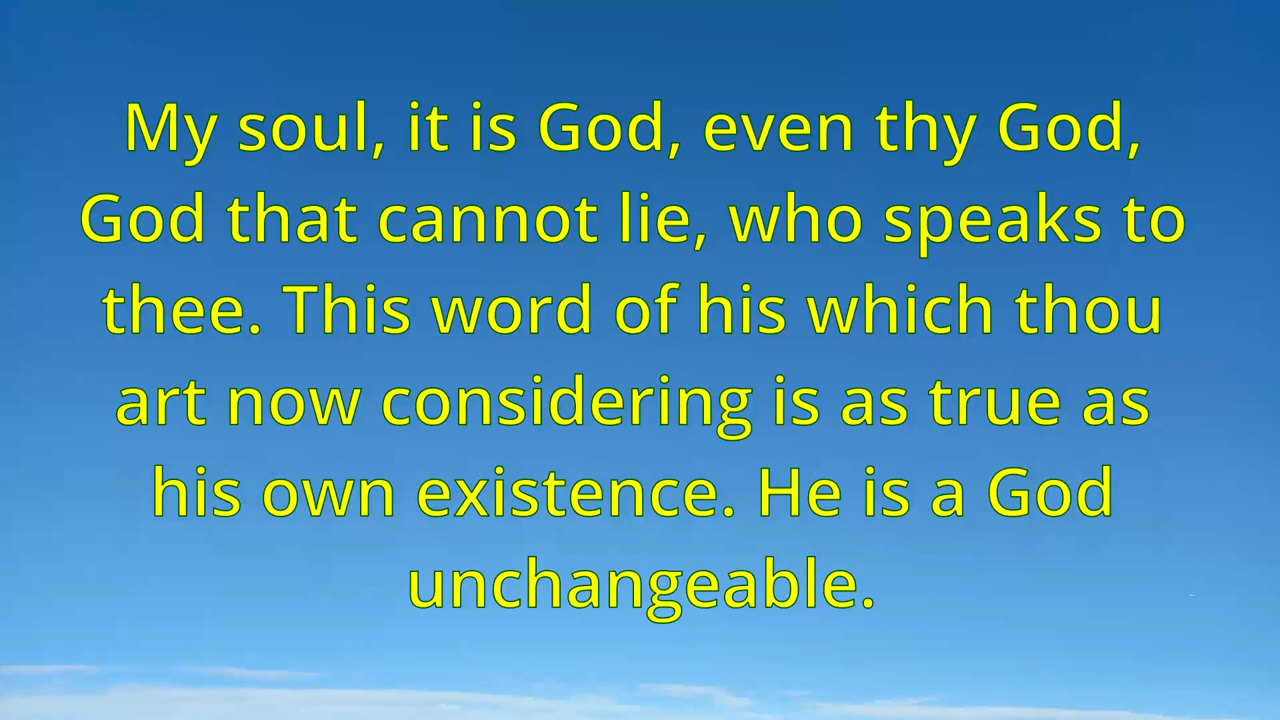 My soul, it is God, even thy God,
God that cannot lie, who speaks to
thee. This word of his which thou
art now considering is as true as
his own existence. He is a God
unchangeable.